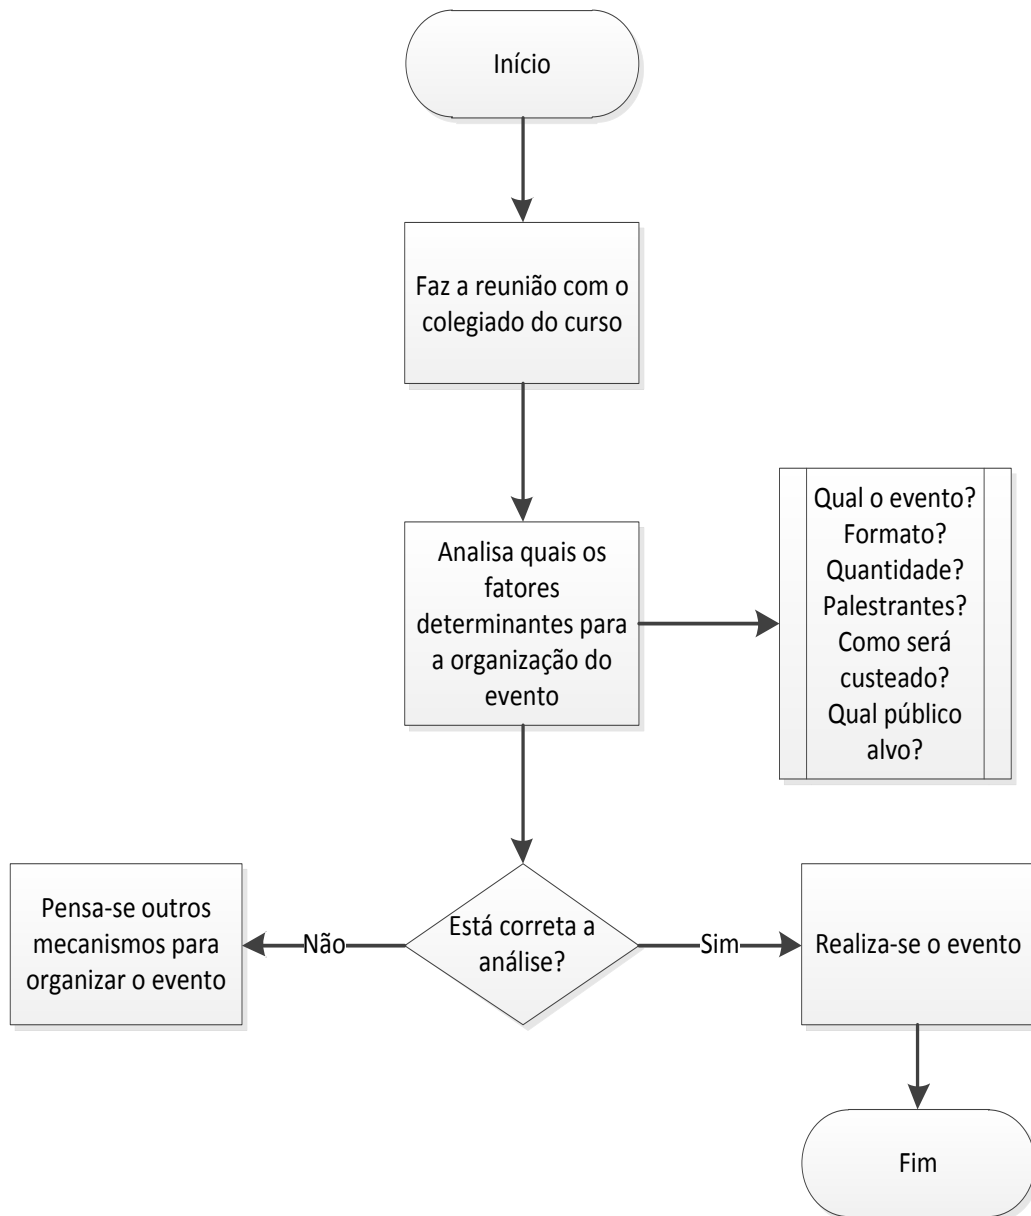 Início
Faz a reunião com o
colegiado do curso
Analisa quais os
fatores
determinantes para
a organização do
evento
Qual o evento?
Formato?
Quantidade?
Palestrantes?
Como será
custeado?
Qual público
alvo?
Pensa-se outros
mecanismos para
organizar o evento
Não
Está correta a
análise?
Sim
Realiza-se o evento
Fim